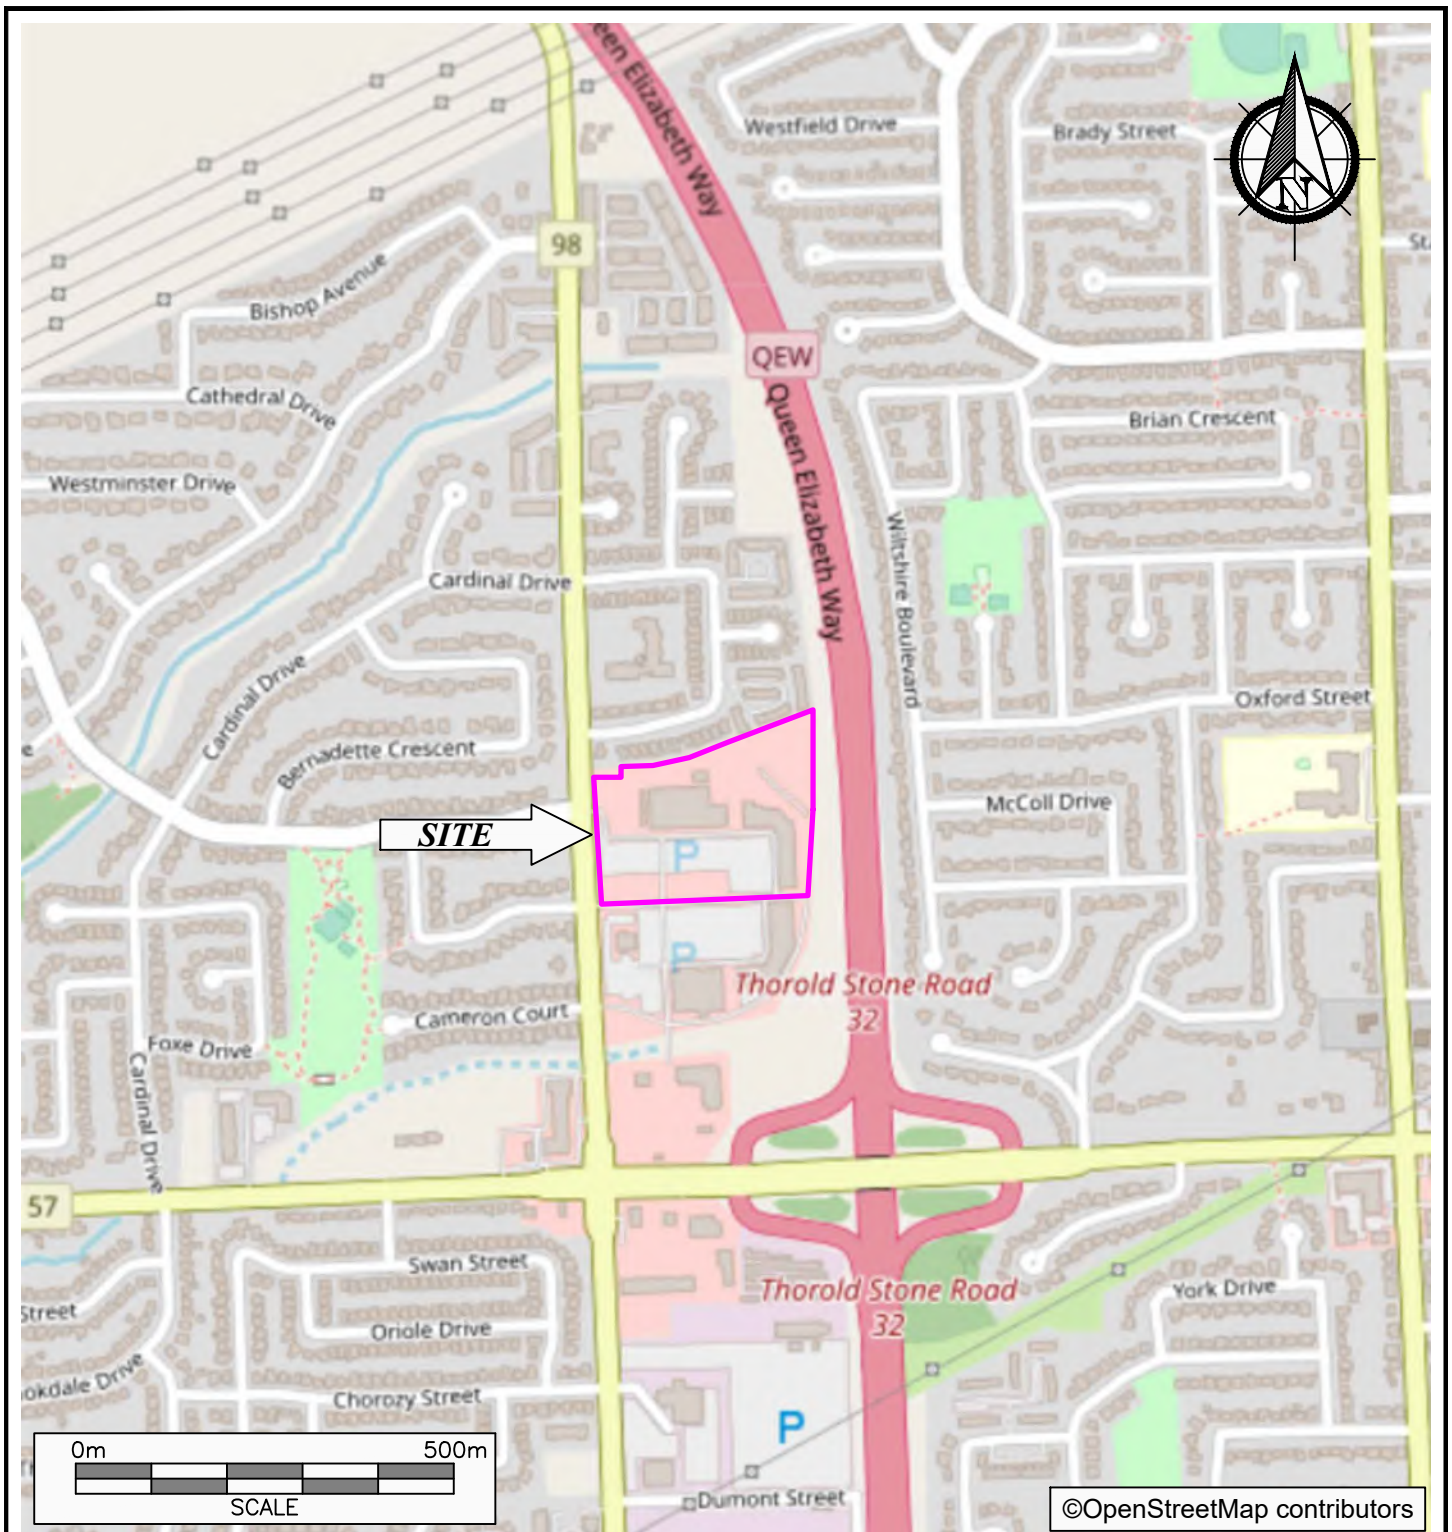 een Elizabeth Way
Westfield Drive
Brady Street
N
98
Bishop Avenue
QEW
Cathedral Drive
Queen Elizabeth Way
Brian Crescent
Westminster Drive
Wiltshire Boulevard
Cardinal Drive
Cardinal Drive
Oxford Street
Bernadette Crescent
McColl Drive
SITE
P
P
Thorold Stone Road
32
Cameron Court
Foxe Drive
Cardinal Drive
57
Swan Street
Thorold Stone Road
32
York Drive
Street
Oriole Drive
okdale Drive
Chorozy Street
P
0m 500m
SCALE
Dumont Street
©OpenStreetMap contributors